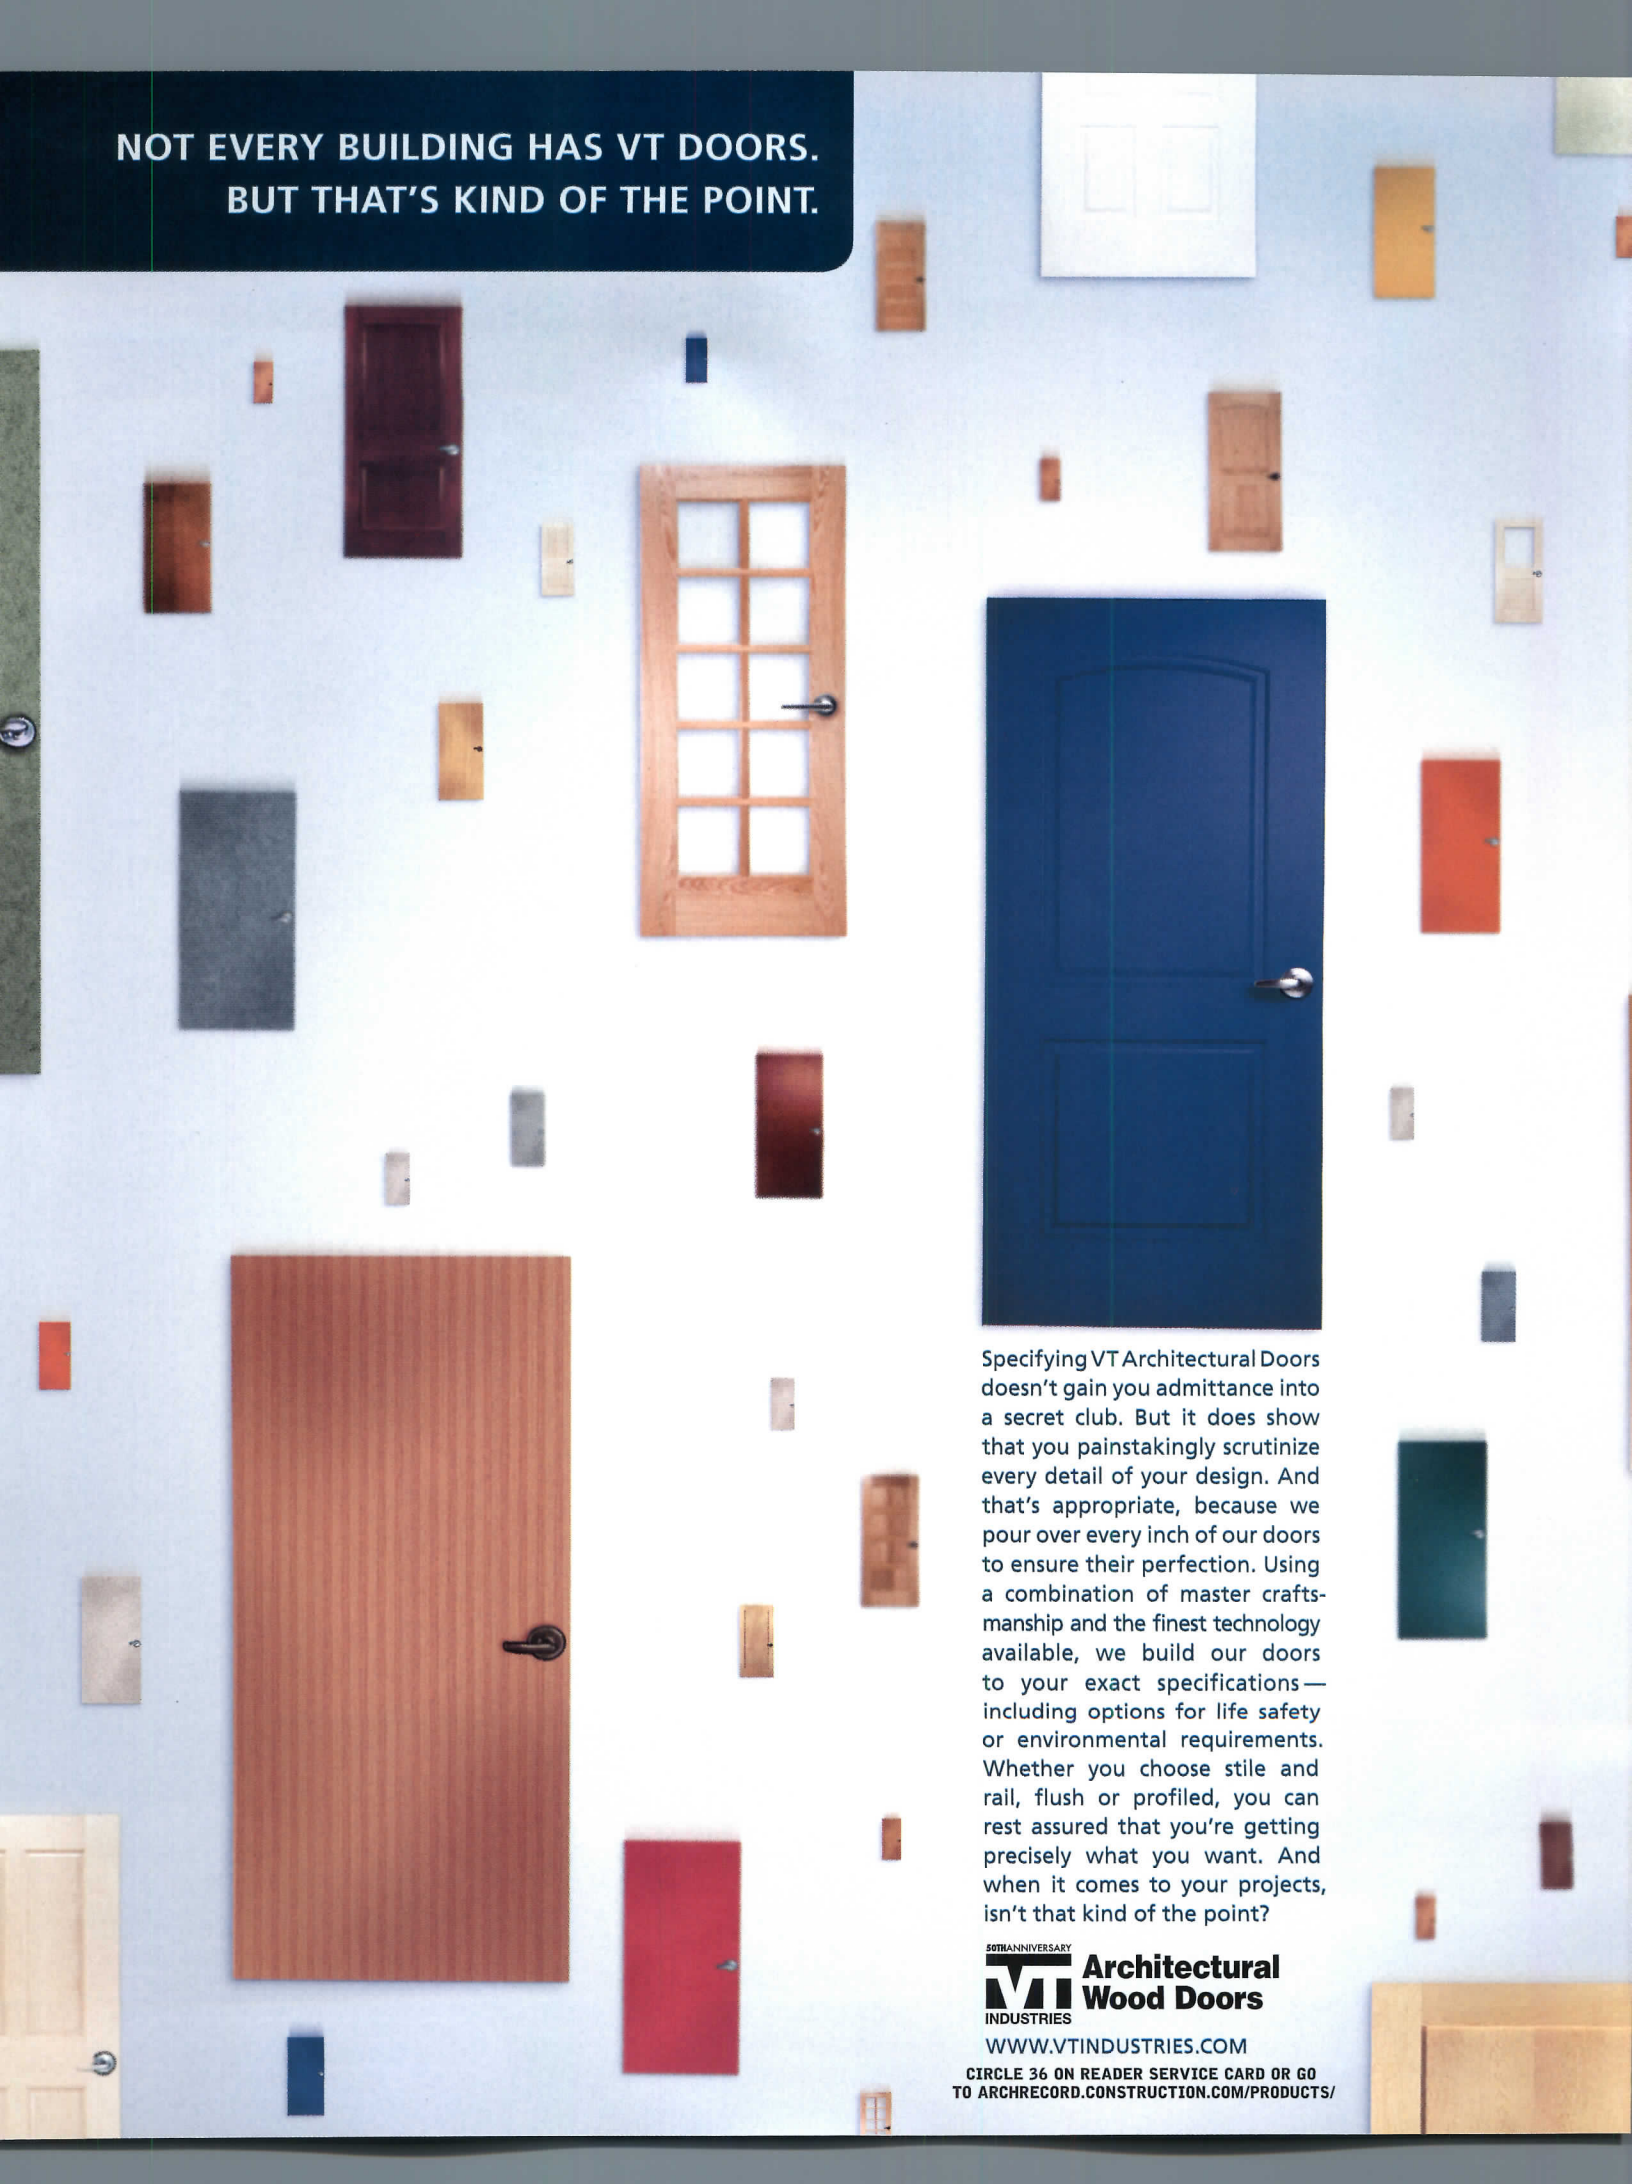 NOT EVERY BUILDING HAS VT DOORS.
BUT THAT'S KIND OF THE POINT.
Specifying VT Architectural Doors
doesn't gain you admittance into
a secret club. But it does show
that you painstakingly scrutinize
every detail of your design. And
that's appropriate, because we
pour over every inch of our doors
to ensure their perfection. Using
a combination of master crafts-
manship and the finest technology
available, we build our doors
to your exact specifications—
including options for life safety
or environmental requirements.
Whether you choose stile and
rail, flush or profiled, you can
rest assured that you're getting
precisely what you want. And
when it comes to your projects,
isn't that kind of the point?
50TH ANNIVERSARY
VT
INDUSTRIES
Architectural
Wood Doors
WWW.VTINDUSTRIES.COM
CIRCLE 36 ON READER SERVICE CARD OR GO
TO ARCHRECORD.CONSTRUCTION.COM/PRODUCTS/